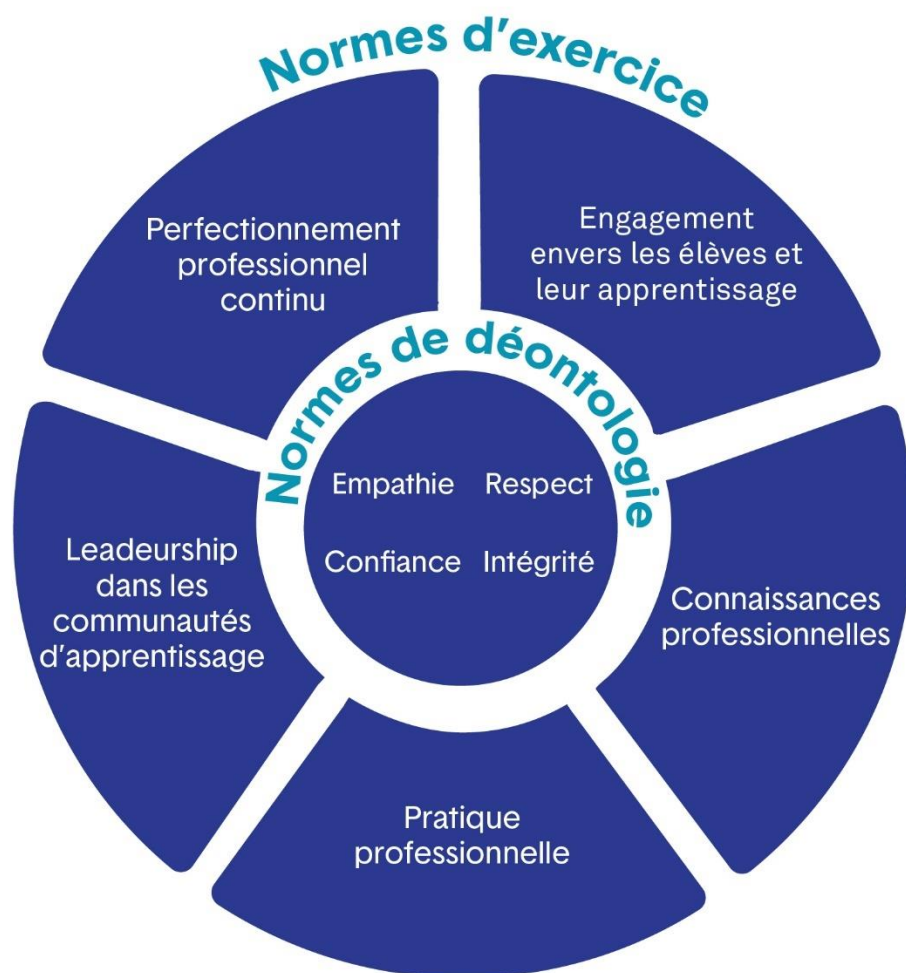 Normes d'exercice
Perfectionnement
professionnel
continu
Engagement
envers les élèves et
leur apprentissage
Normes de déontologie
Empathie Respect
Confiance Intégrité
Leadeurship
dans les
communautés
d'apprentissage
Connaissances
professionnelles
Pratique
professionnelle